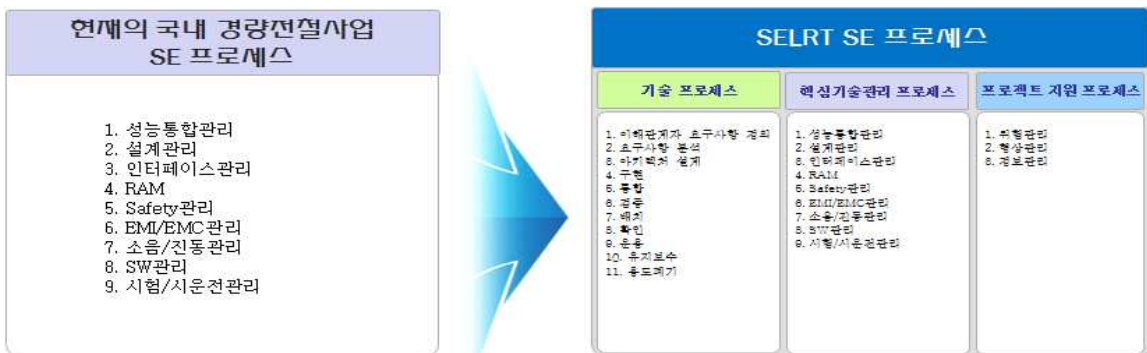 현재의 국내 경량전철사업
SE 프로세스
1. 성능통합관리
2. 설계관리
3. 인터페이스관리
4. RAM
5. Safety관리
6. EMI/EMC관리
7. 소음/진동관리
8. SW관리
9. 시험/시운전관리
SELRT SE 프로세스
기술 프로세스
1. 이해관계자 요구사항 정의
2. 요구사항 분석
3. 아키텍처 설계
4. 구현
5. 통합
6. 검증
7. 배치
8. 확인
9. 운용
10. 유지보수
11. 용도폐기
핵심기술관리 프로세스
1. 성능통합관리
2. 설계관리
3. 인터페이스관리
4. RAM
5. Safety관리
6. EMI/EMC관리
7. 소음/진동관리
8. SW관리
9. 시험/시운전관리
프로젝트 지원 프로세스
1. 위험관리
2. 형상관리
3. 정보관리